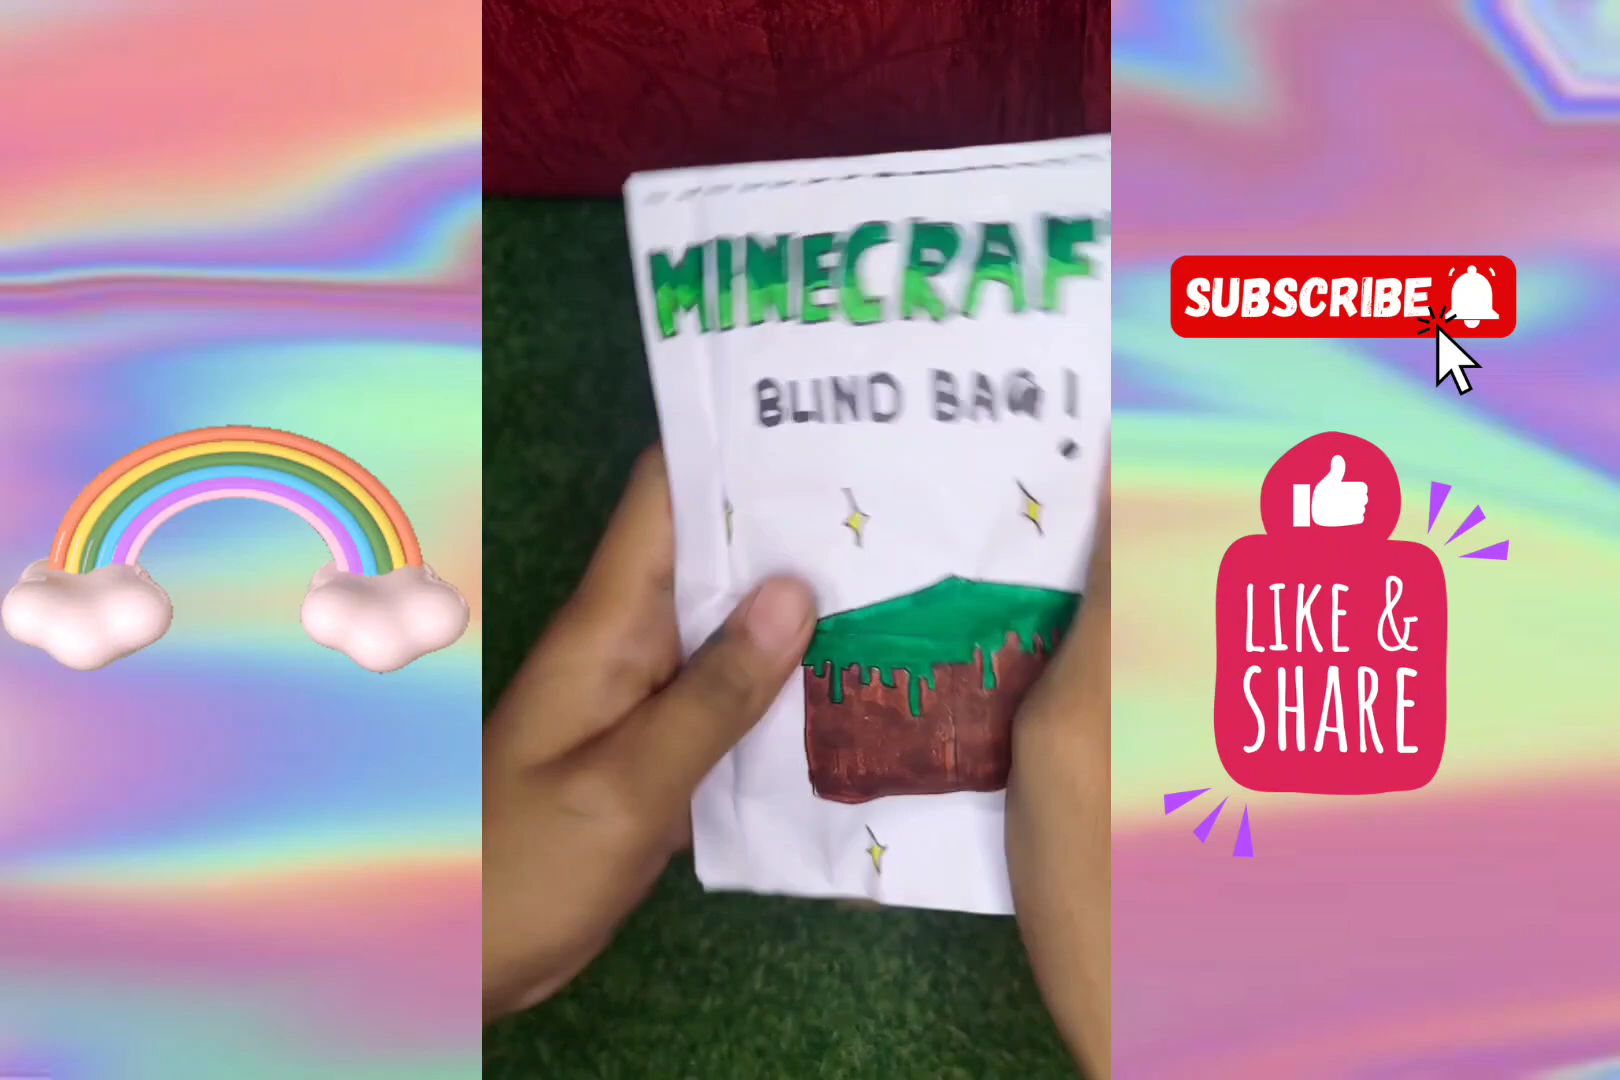 MINECRAF
BLIND BAG!
SUBSCRIBE
LIKE &
SHARE